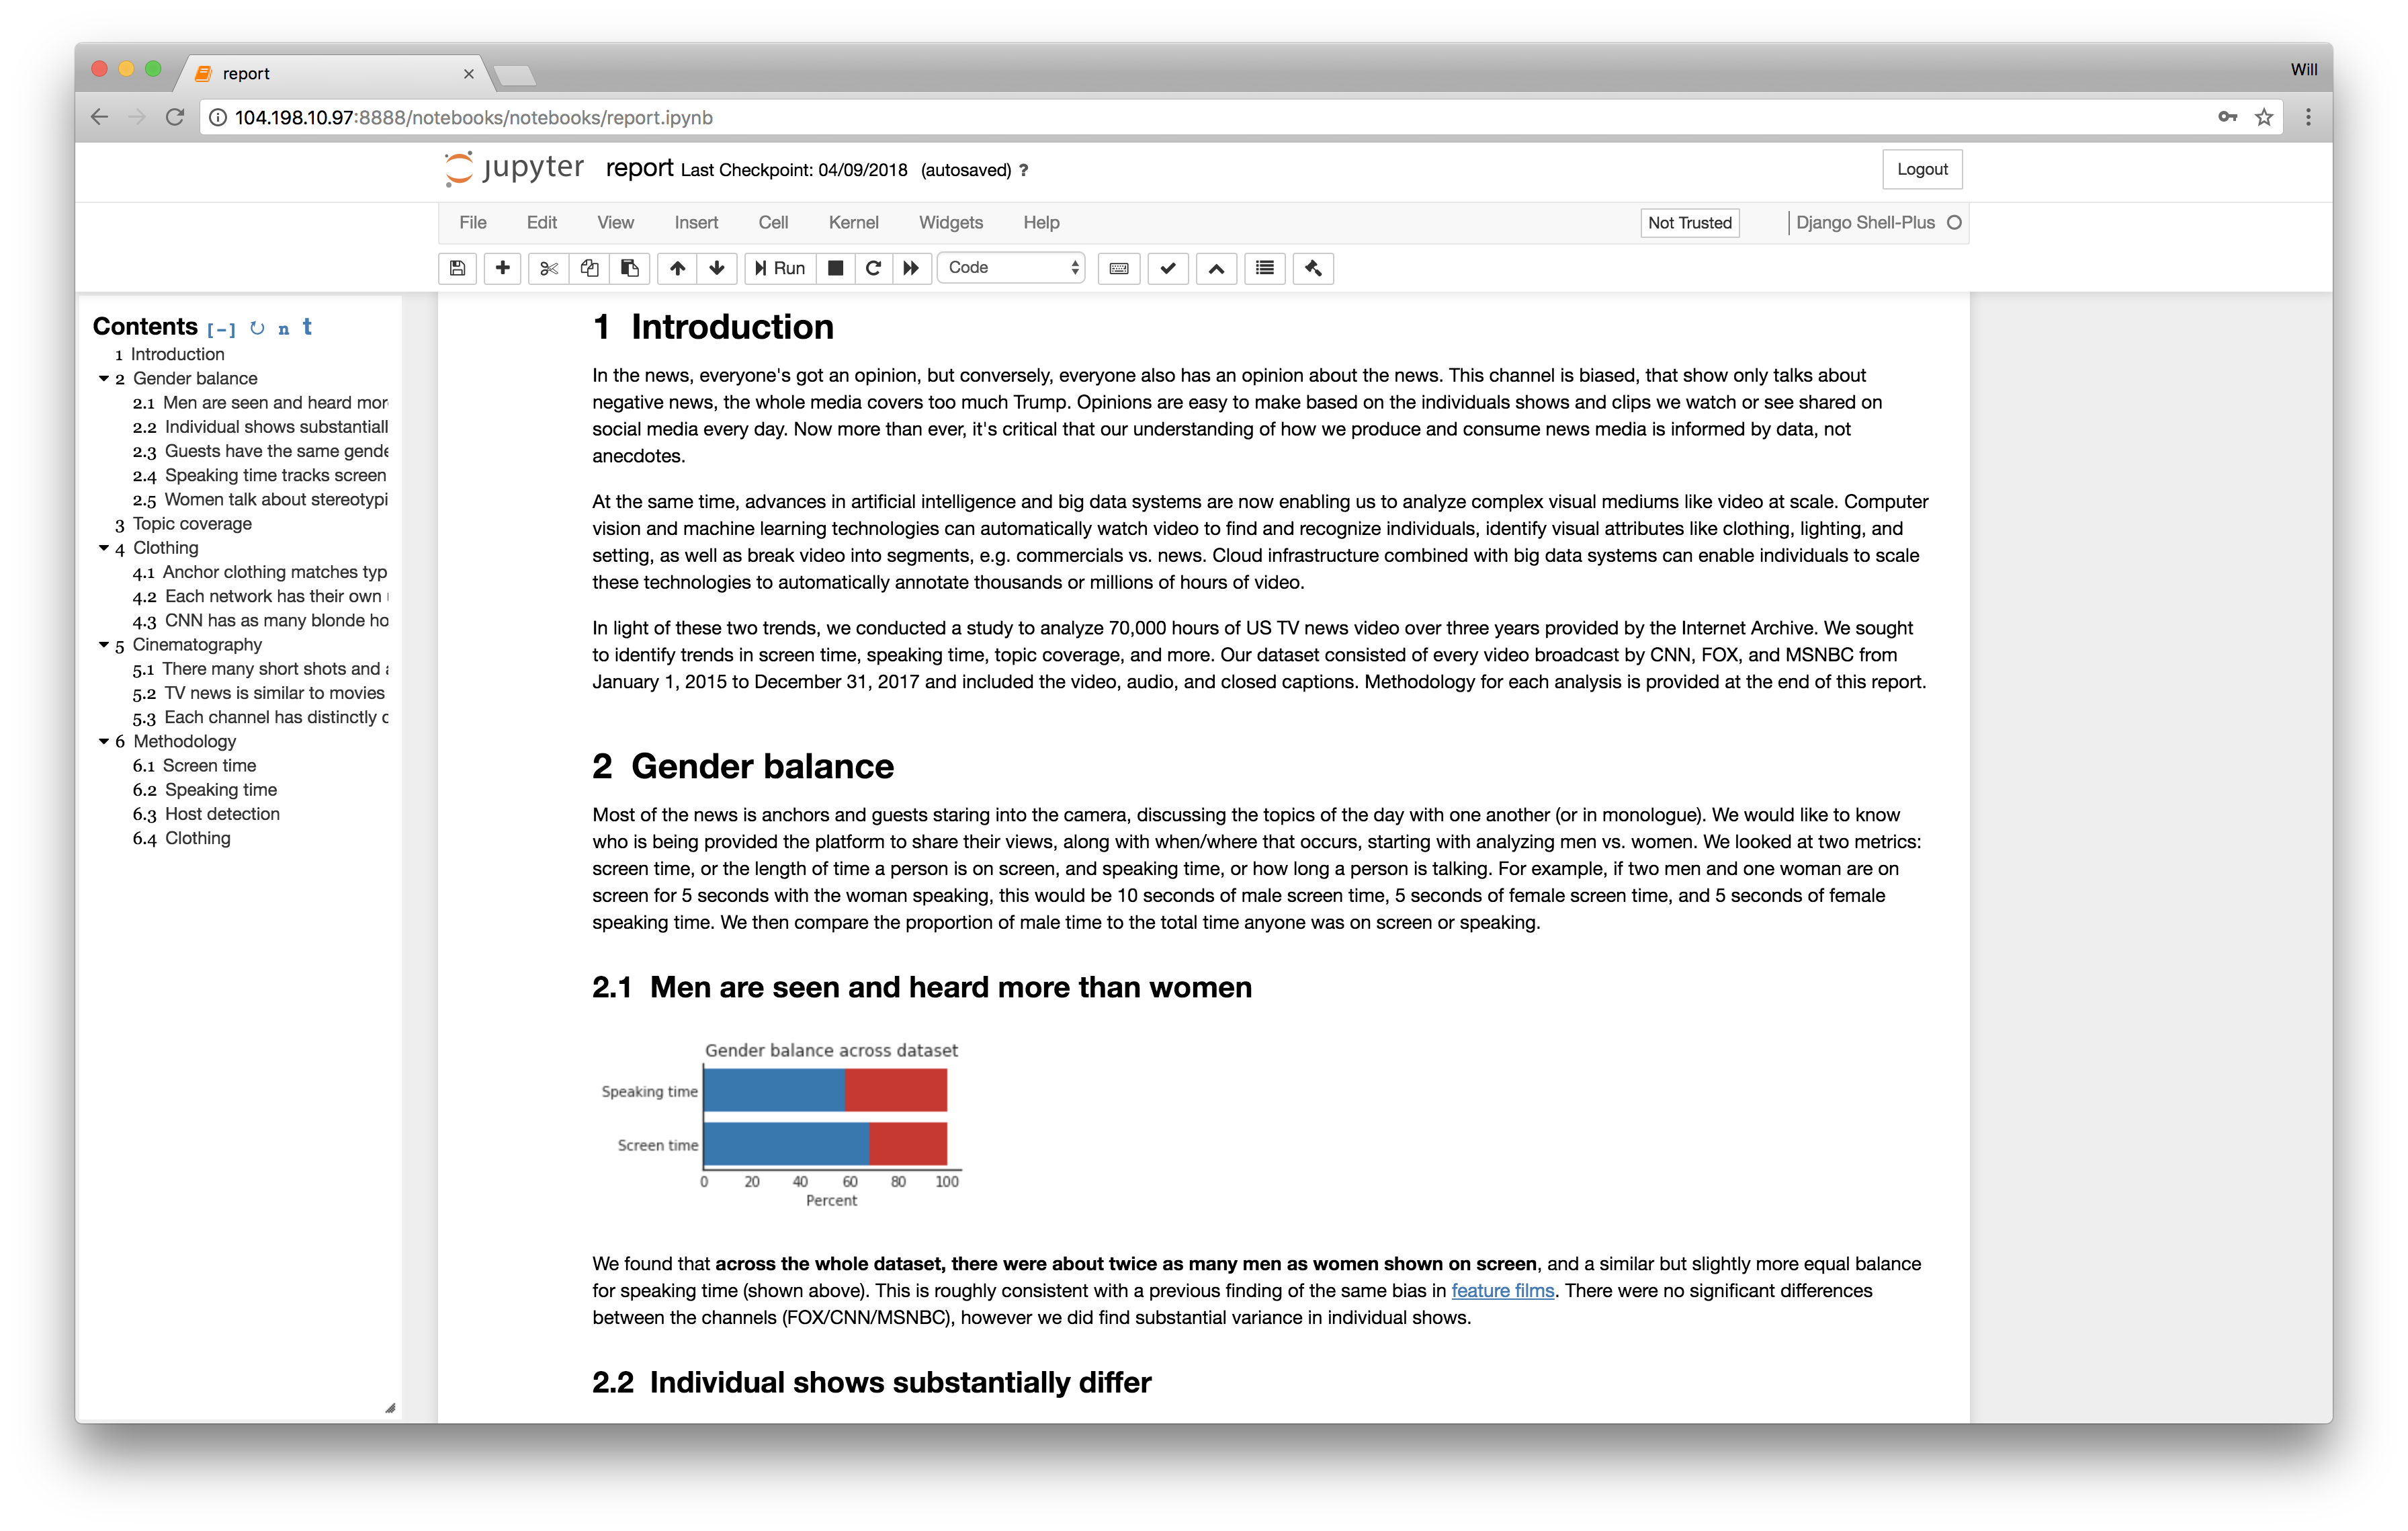 report
Will
104.198.10.97:8888/notebooks/notebooks/report.ipynb
jupyter report Last Checkpoint: 04/09/2018 (autosaved) ?
Logout
File Edit View Insert Cell Kernel Widgets Help
Not Trusted
Django Shell-Plus
Run
Code
Contents [-] ↻ n t
1 Introduction
2 Gender balance
2.1 Men are seen and heard mor
2.2 Individual shows substantiall
2.3 Guests have the same gende
2.4 Speaking time tracks screen
2.5 Women talk about stereotypi
3 Topic coverage
4 Clothing
4.1 Anchor clothing matches typ
4.2 Each network has their own
4.3 CNN has as many blonde ho
5 Cinematography
5.1 There many short shots and
5.2 TV news is similar to movies
5.3 Each channel has distinctly
6 Methodology
6.1 Screen time
6.2 Speaking time
6.3 Host detection
6.4 Clothing
1 Introduction
In the news, everyone's got an opinion, but conversely, everyone also has an opinion about the news. This channel is biased, that show only talks about
negative news, the whole media covers too much Trump. Opinions are easy to make based on the individuals shows and clips we watch or see shared on
social media every day. Now more than ever, it's critical that our understanding of how we produce and consume news media is informed by data, not
anecdotes.
At the same time, advances in artificial intelligence and big data systems are now enabling us to analyze complex visual mediums like video at scale. Computer
vision and machine learning technologies can automatically watch video to find and recognize individuals, identify visual attributes like clothing, lighting, and
setting, as well as break video into segments, e.g. commercials vs. news. Cloud infrastructure combined with big data systems can enable individuals to scale
these technologies to automatically annotate thousands or millions of hours of video.
In light of these two trends, we conducted a study to analyze 70,000 hours of US TV news video over three years provided by the Internet Archive. We sought
to identify trends in screen time, speaking time, topic coverage, and more. Our dataset consisted of every video broadcast by CNN, FOX, and MSNBC from
January 1, 2015 to December 31, 2017 and included the video, audio, and closed captions. Methodology for each analysis is provided at the end of this report.
2 Gender balance
Most of the news is anchors and guests staring into the camera, discussing the topics of the day with one another (or in monologue). We would like to know
who is being provided the platform to share their views, along with when/where that occurs, starting with analyzing men vs. women. We looked at two metrics:
screen time, or the length of time a person is on screen, and speaking time, or how long a person is talking. For example, if two men and one woman are on
screen for 5 seconds with the woman speaking, this would be 10 seconds of male screen time, 5 seconds of female screen time, and 5 seconds of female
speaking time. We then compare the proportion of male time to the total time anyone was on screen or speaking.
2.1 Men are seen and heard more than women
Gender balance across dataset
Speaking time
Screen time
0 20 40 60 80 100
Percent
We found that across the whole dataset, there were about twice as many men as women shown on screen, and a similar but slightly more equal balance
for speaking time (shown above). This is roughly consistent with a previous finding of the same bias in feature films. There were no significant differences
between the channels (FOX/CNN/MSNBC), however we did find substantial variance in individual shows.
2.2 Individual shows substantially differ